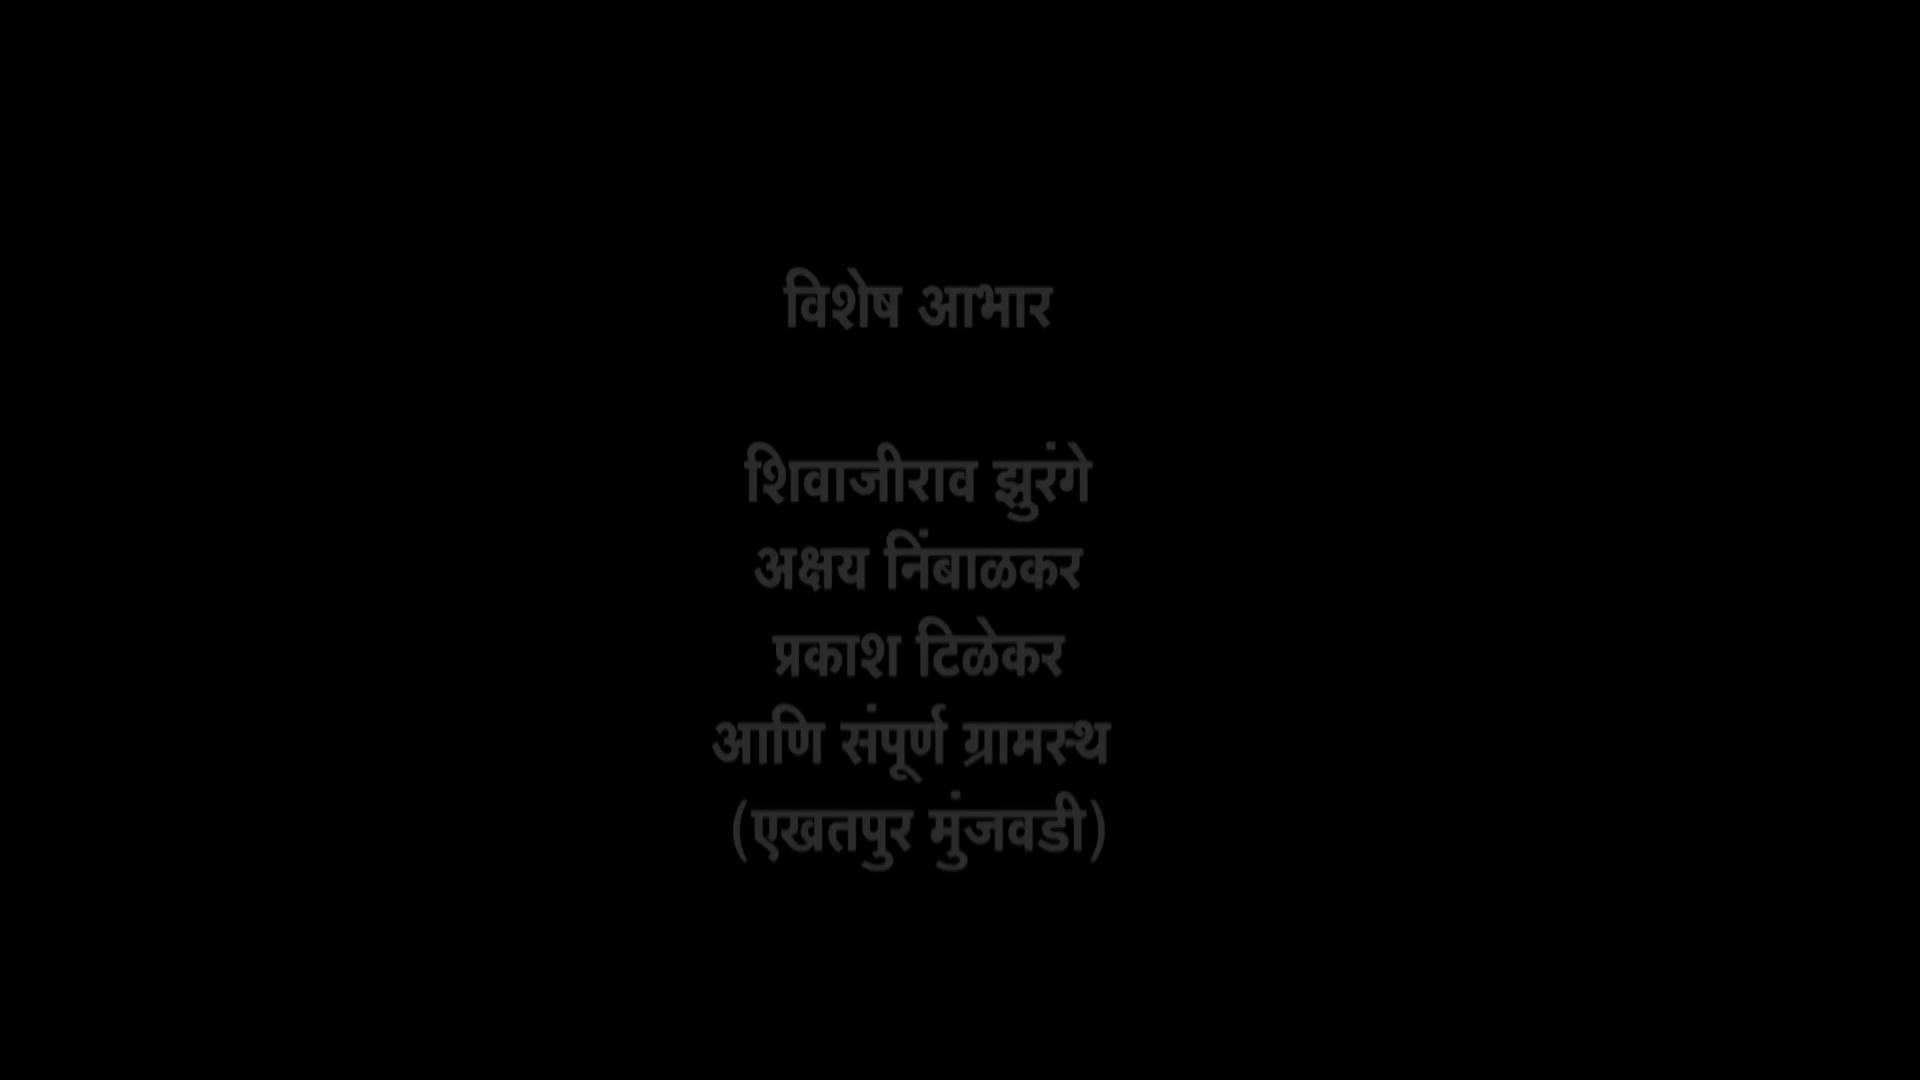 विशेष आभार
शिवाजीराव झुरंगे
अक्षय निंबाळकर
प्रकाश टिळेकर
आणि संपूर्ण ग्रामस्थ
(एखतपुर मुंजवडी)